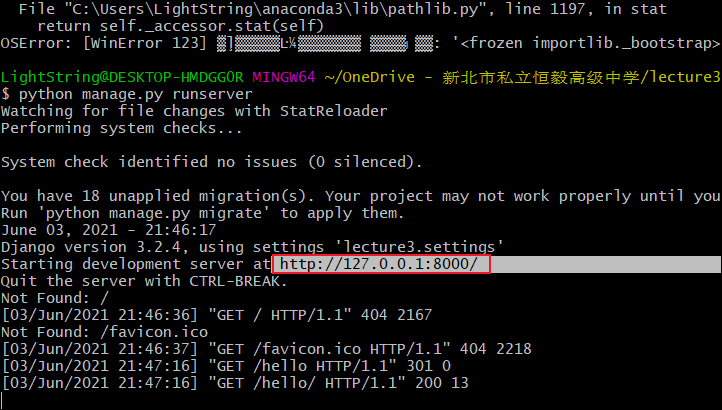 File "C:\Users\LightString\anaconda3\lib\pathlib.py", line 1197, in stat
return self._accessor.stat(self)
OSError: [WinError 123] : '<frozen importlib._bootstrap>
LightString@DESKTOP-HMDGG0R MINGW64 ~/OneDrive - 新北市私立恒毅高级中学/lecture3
$ python manage.py runserver
Watching for file changes with StatReloader
Performing system checks...
System check identified no issues (0 silenced).
You have 18 unapplied migration(s). Your project may not work properly until you
Run 'python manage.py migrate' to apply them.
June 03, 2021 - 21:46:17
Django version 3.2.4, using settings 'lecture3.settings'
Starting development server at http://127.0.0.1:8000/
Quit the server with CTRL-BREAK.
Not Found: /
[03/Jun/2021 21:46:36] "GET / HTTP/1.1" 404 2167
Not Found: /favicon.ico
[03/Jun/2021 21:46:37] "GET /favicon.ico HTTP/1.1" 404 2218
[03/Jun/2021 21:47:16] "GET /hello HTTP/1.1" 301 0
[03/Jun/2021 21:47:16] "GET /hello/ HTTP/1.1" 200 13